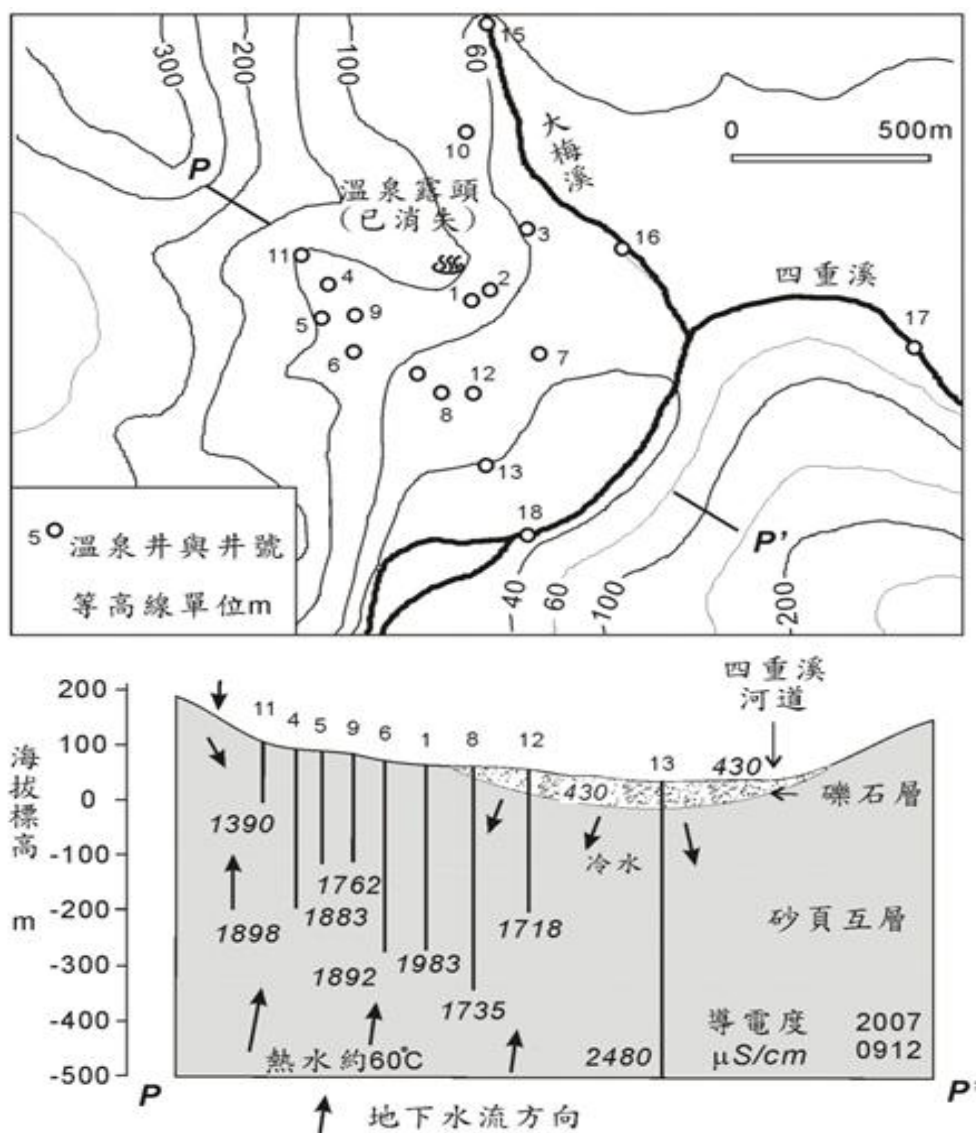 300
200
100
60
15
大梅溪
0 500m
10
P
溫泉露頭
(已消失)
3
16
四重溪
11
4
1
2
17
5
9
6
7
12
8
13
18
P'
5 溫泉井與井號
等高線單位m
40
60
100
200
四重溪
河道
200
100
0
-100
-200
-300
-400
-500
海拔標高 m
11
4
5
9
6
1
8
12
13
430
430
礫石層
冷水
1390
1762
1883
1898
1718
砂頁互層
1892
1983
1735
導電度 2007
μS/cm 0912
2480
熱水約60℃
P
P'
地下水流方向